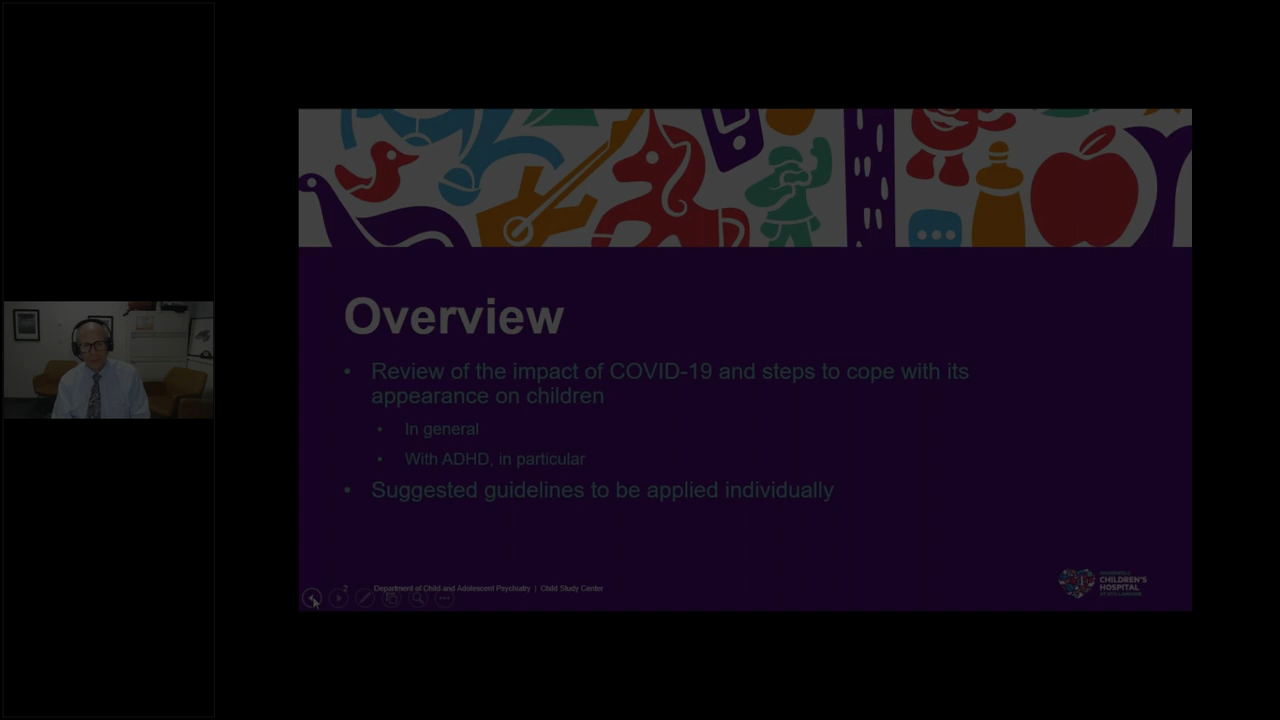 Overview
• Review of the impact of COVID-19 and steps to cope with its
appearance on children
• In general
• With ADHD, in particular
• Suggested guidelines to be applied individually
2 Department of Child and Adolescent Psychiatry | Child Study Center
CHILDREN'S
HOSPITAL